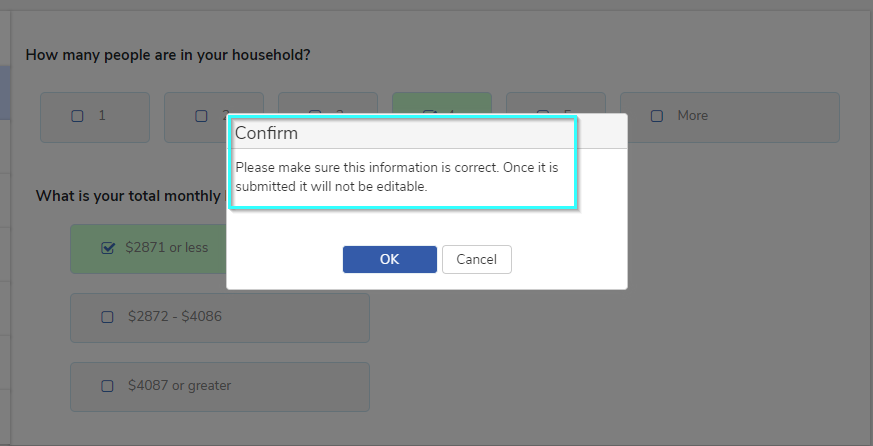 How many people are in your household?
1
2
3
4
5
More
Confirm
Please make sure this information is correct. Once it is
submitted it will not be editable.
What is your total monthly
$2871 or less
OK
Cancel
$2872 - $4086
$4087 or greater